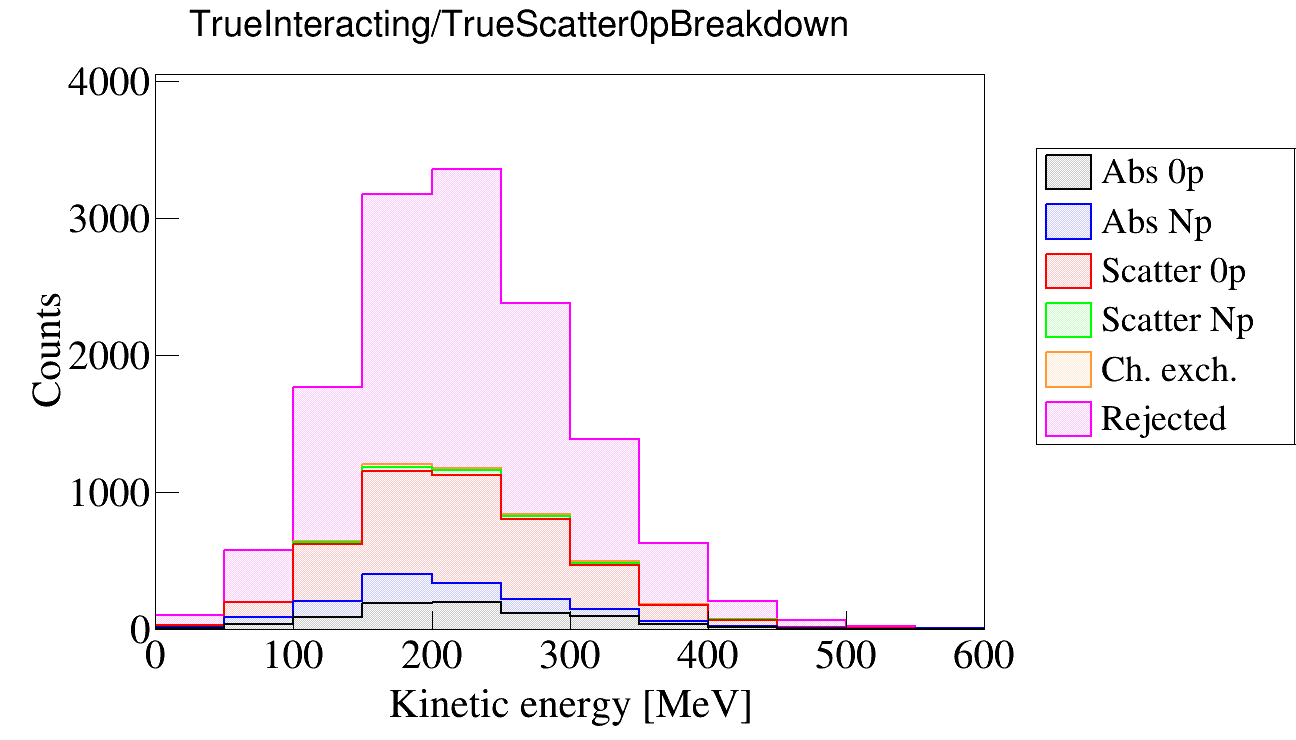 TrueInteracting/TrueScatter0pBreakdown
4000
3000
2000
1000
0
Counts
0 100 200 300 400 500 600
Kinetic energy [MeV]
Abs 0p
Abs Np
Scatter 0p
Scatter Np
Ch. exch.
Rejected